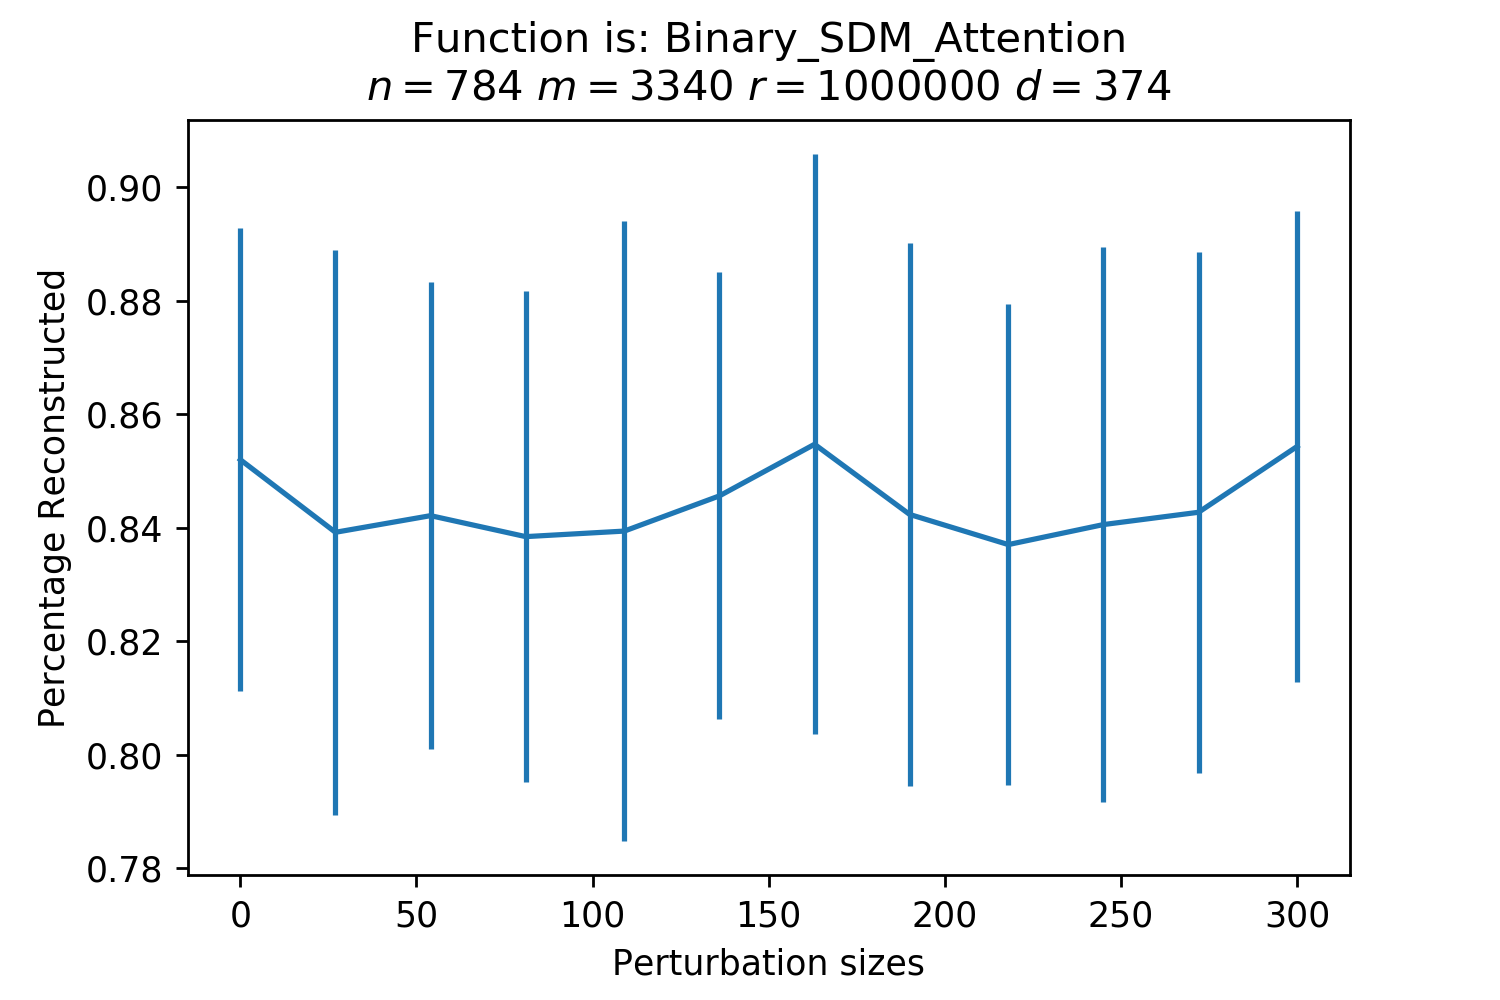 Function is: Binary_SDM_Attention
n = 784 m = 3340 r = 1000000 d = 374
Percentage Reconstructed
0.90
0.88
0.86
0.84
0.82
0.80
0.78
0 50 100 150 200 250 300
Perturbation sizes